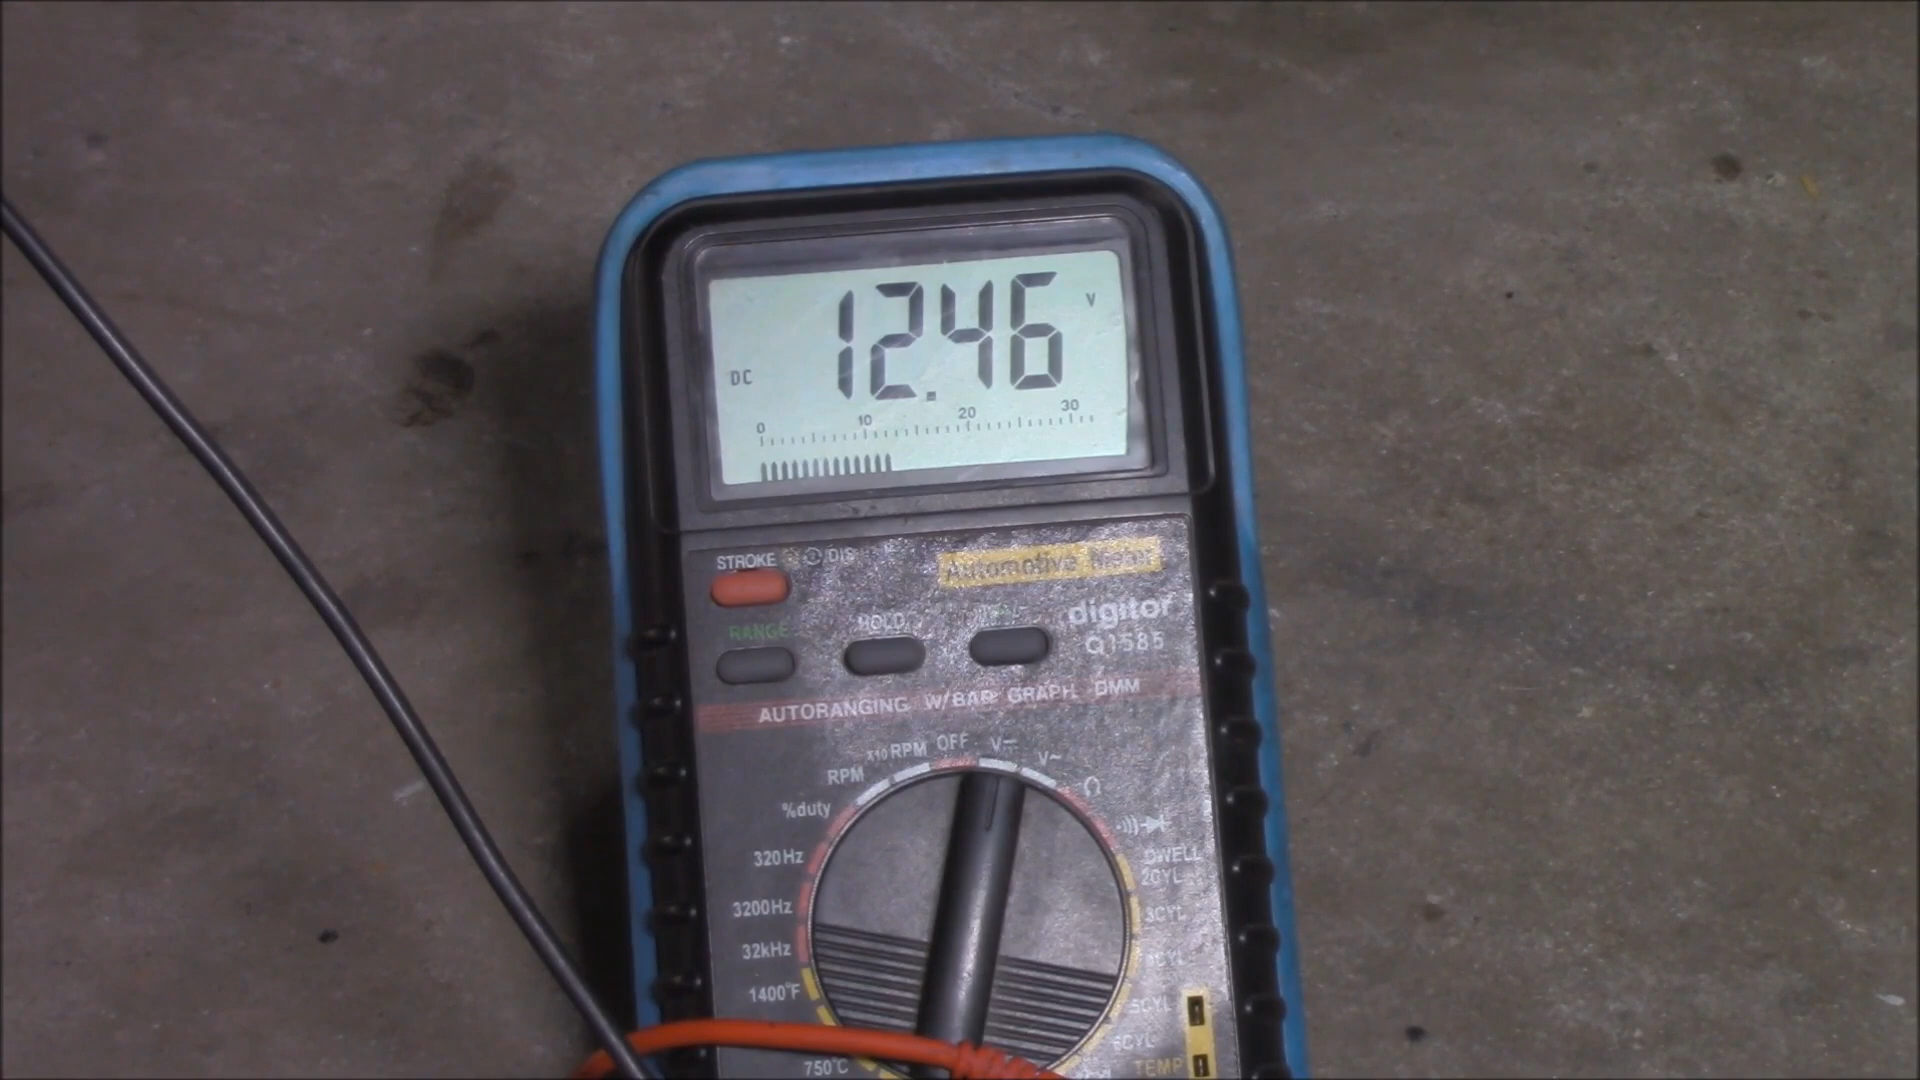 12.46 V
DC
0 10 20 30
STROKE DIS
Automotive Meter
digitor
RANGE HOLD
Q1585
AUTORANGING W/BAR GRAPH DMM
X10 RPM OFF V⎓ V~
RPM Ω
%duty
320Hz DWELL
2CYL
3200Hz 3CYL
32kHz
1400°F 5CYL
6CYL
750°C TEMP